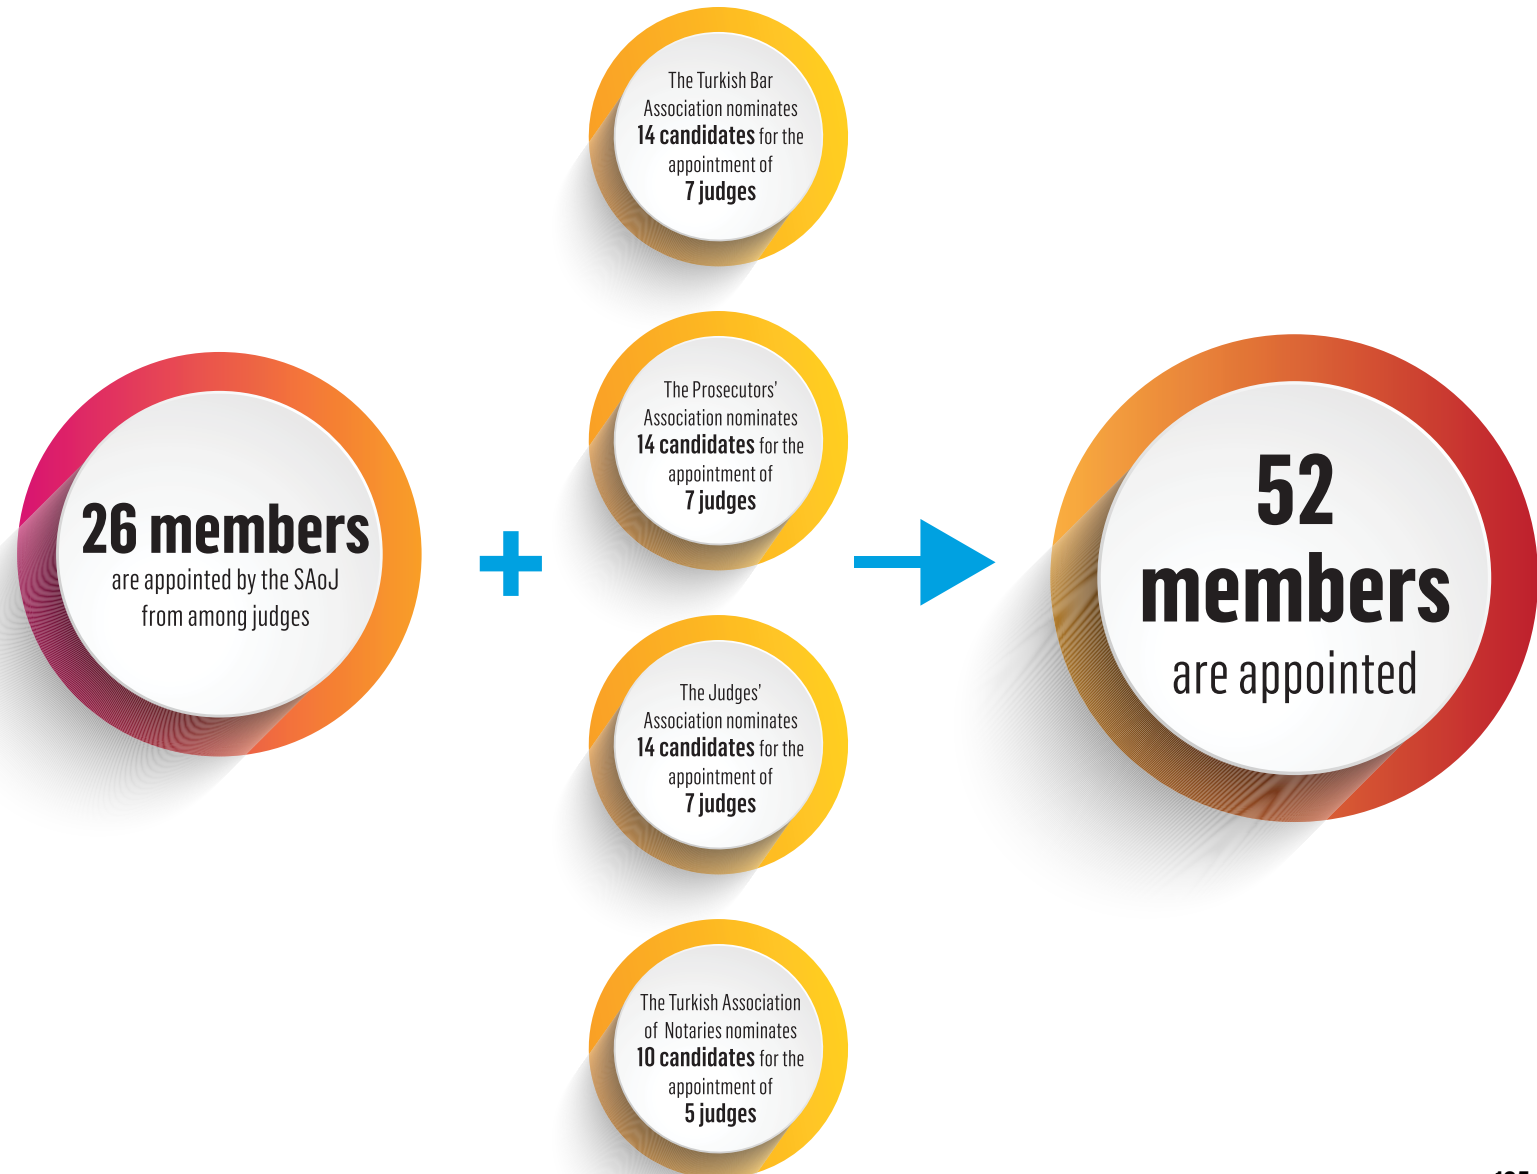 The Turkish Bar
Association nominates
14 candidates for the
appointment of
7 judges
The Prosecutors'
Association nominates
14 candidates for the
appointment of
7 judges
26 members
are appointed by the SAoJ
from among judges
+
52
members
are appointed
The Judges'
Association nominates
14 candidates for the
appointment of
7 judges
The Turkish Association
of Notaries nominates
10 candidates for the
appointment of
5 judges